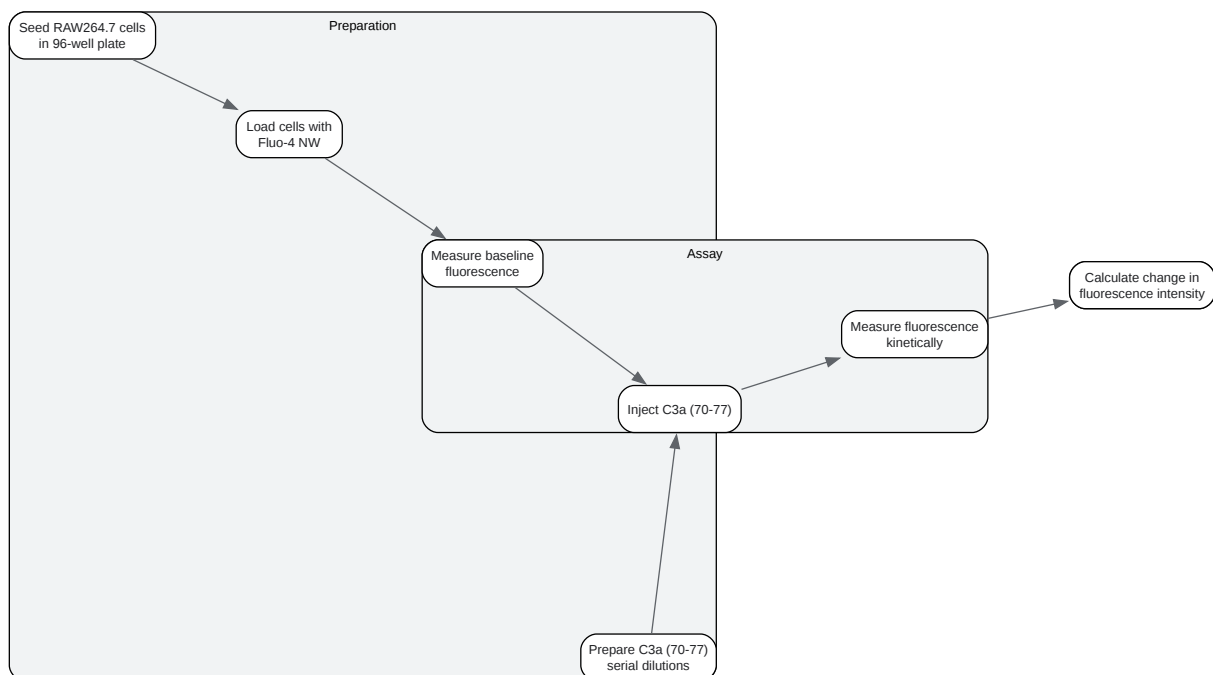 Preparation
Seed RAW264.7 cells
in 96-well plate
Load cells with
Fluo-4 NW
Assay
Measure baseline
fluorescence
Calculate change in
fluorescence intensity
Measure fluorescence
kinetically
Inject C3a (70-77)
Prepare C3a (70-77)
serial dilutions